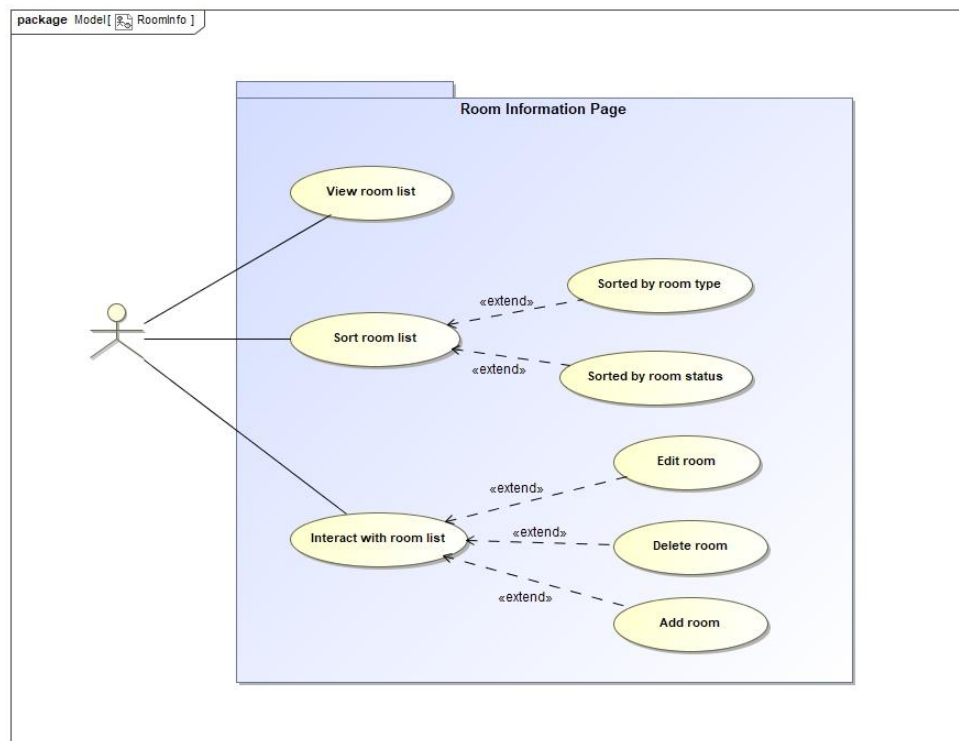 package Model[ RoomInfo ]
Room Information Page
View room list
Sorted by room type
«extend»
Sort room list
«extend»
Sorted by room status
Edit room
«extend»
Interact with room list
«extend»
Delete room
«extend»
Add room